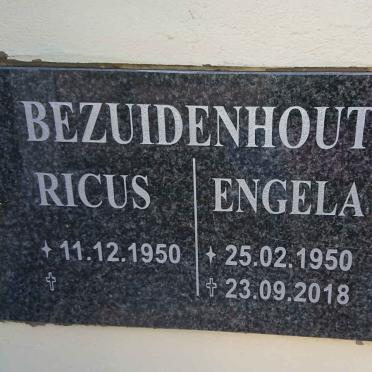 BEZUIDENHOUT
RICUS ENGELA
11.12.1950 25.02.1950
23.09.2018